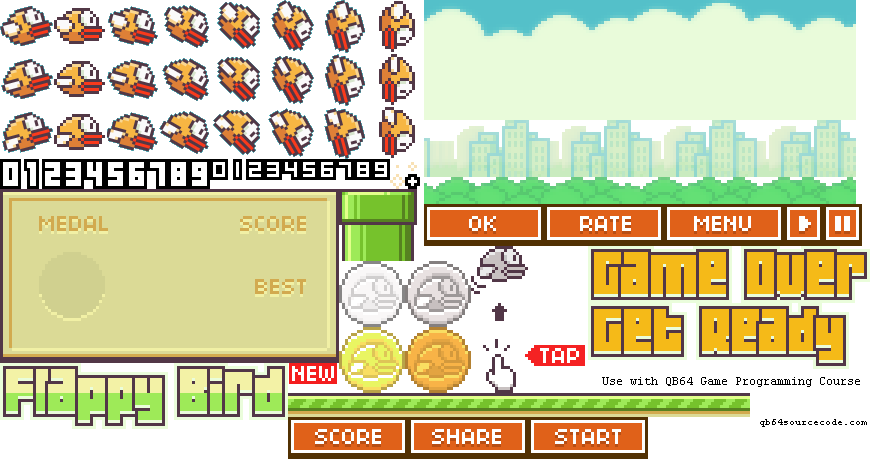 0123456789 0123456789
MEDAL SCORE
BEST
OK RATE MENU
Game Over
Get Ready
TAP
NEW
Flappy Bird
Use with QB64 Game Programming Course
qb64sourcecode.com
SCORE SHARE START